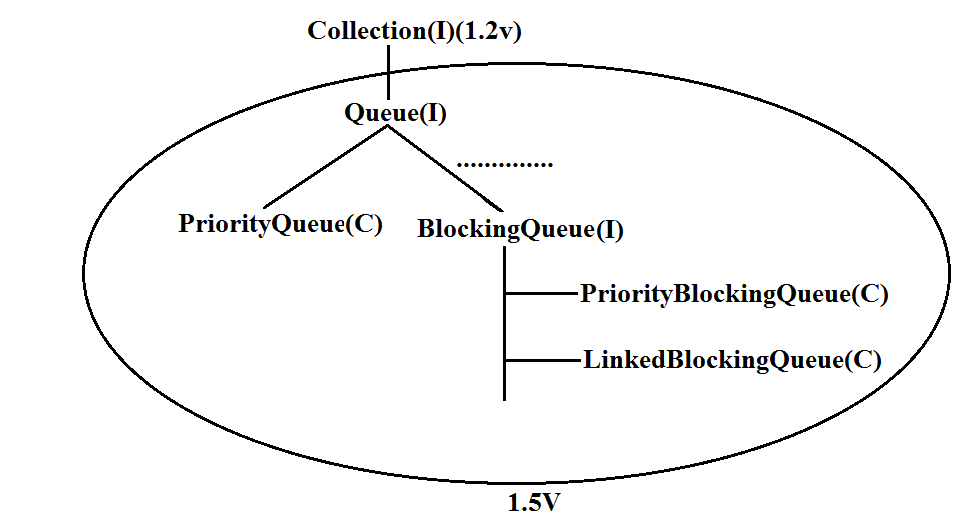 Collection(I)(1.2v)
Queue(I)
..............
PriorityQueue(C)
BlockingQueue(I)
PriorityBlockingQueue(C)
LinkedBlockingQueue(C)
1.5V